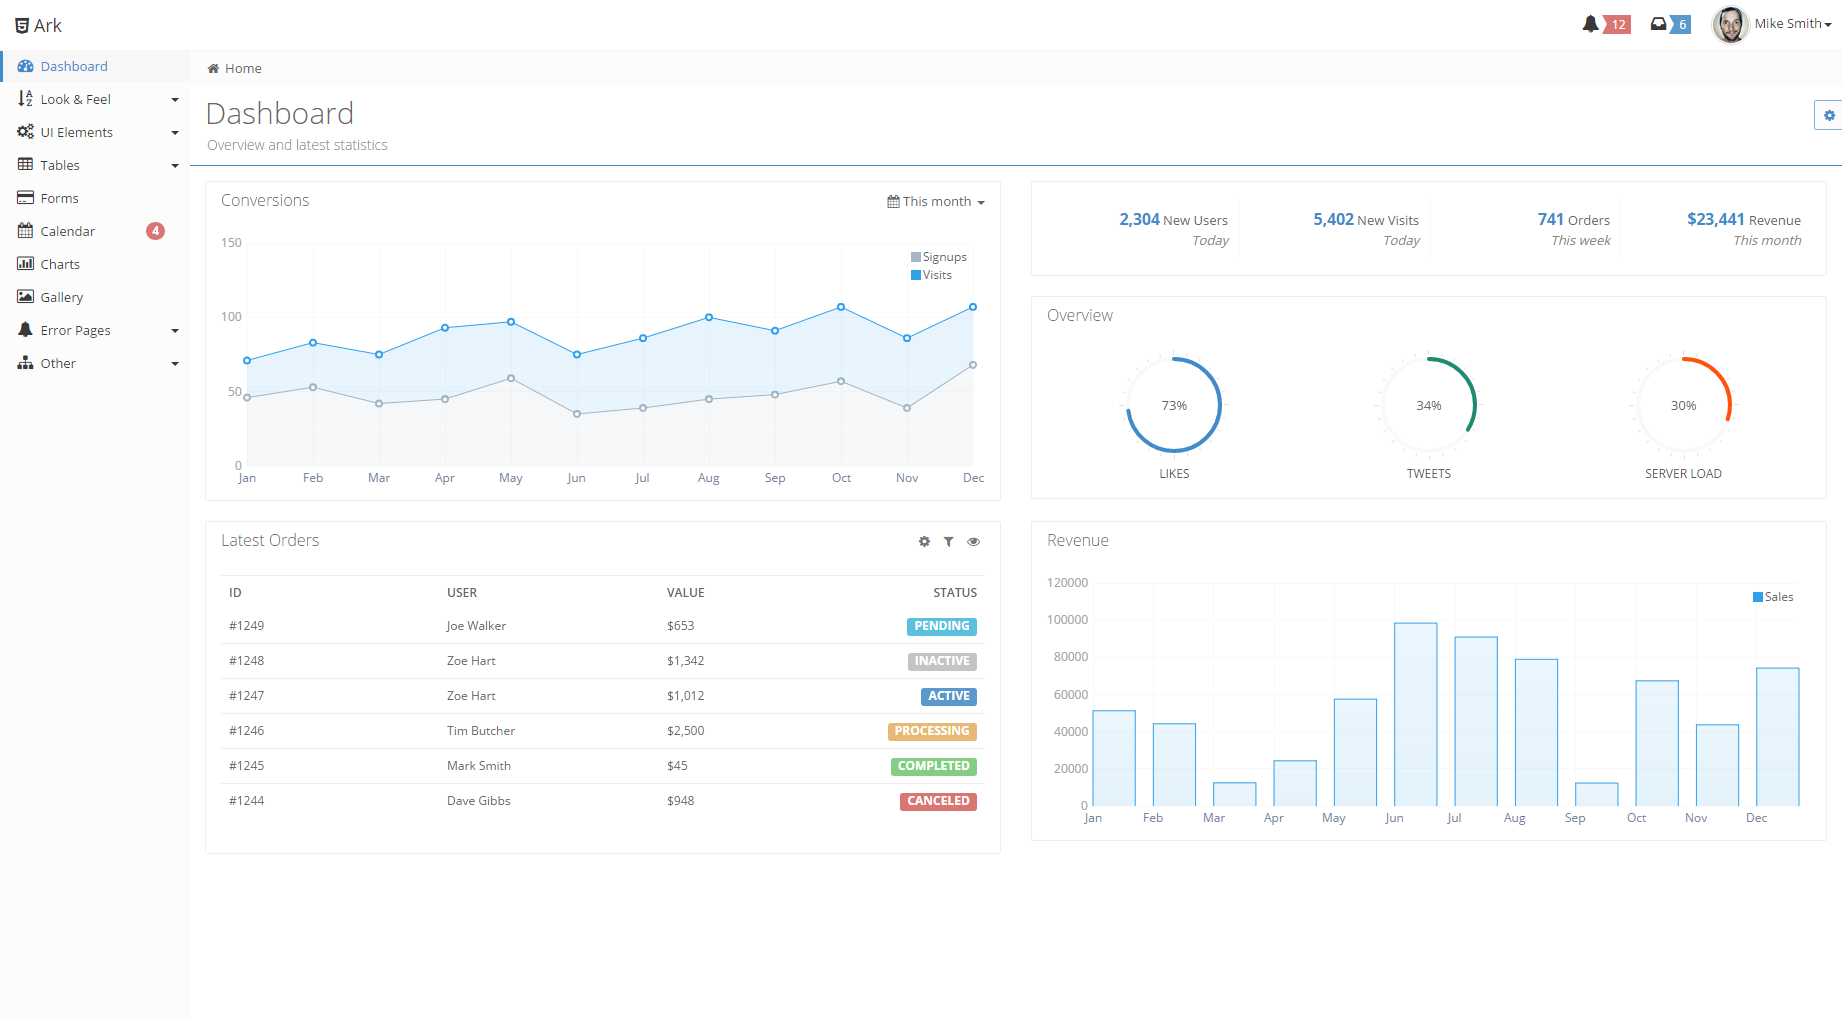 Ark
12
6
Mike Smith
Dashboard
Look & Feel
UI Elements
Tables
Forms
Calendar 4
Charts
Gallery
Error Pages
Other
Home
Dashboard
Overview and latest statistics
Conversions
This month
150
100
50
0
Signups
Visits
Jan Feb Mar Apr May Jun Jul Aug Sep Oct Nov Dec
2,304 New Users
Today
5,402 New Visits
Today
741 Orders
This week
$23,441 Revenue
This month
Overview
73%
LIKES
34%
TWEETS
30%
SERVER LOAD
Latest Orders
ID USER VALUE STATUS
#1249 Joe Walker $653 PENDING
#1248 Zoe Hart $1,342 INACTIVE
#1247 Zoe Hart $1,012 ACTIVE
#1246 Tim Butcher $2,500 PROCESSING
#1245 Mark Smith $45 COMPLETED
#1244 Dave Gibbs $948 CANCELED
Revenue
120000
100000
80000
60000
40000
20000
0
Sales
Jan Feb Mar Apr May Jun Jul Aug Sep Oct Nov Dec